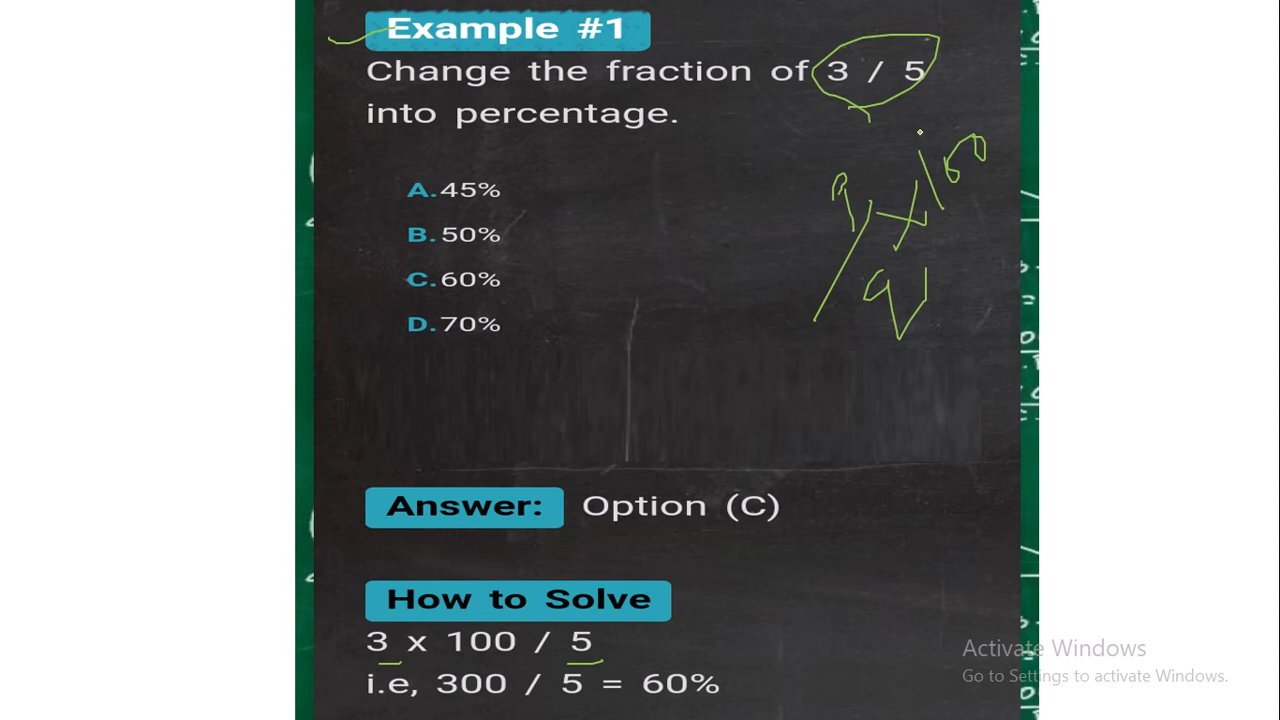 Example #1
Change the fraction of 3 / 5
into percentage.
A. 45%
B. 50%
C. 60%
D. 70%
x 100
Answer: Option (C)
How to Solve
3 x 100 / 5
i.e, 300 / 5 = 60%
Activate Windows
Go to Settings to activate Windows.